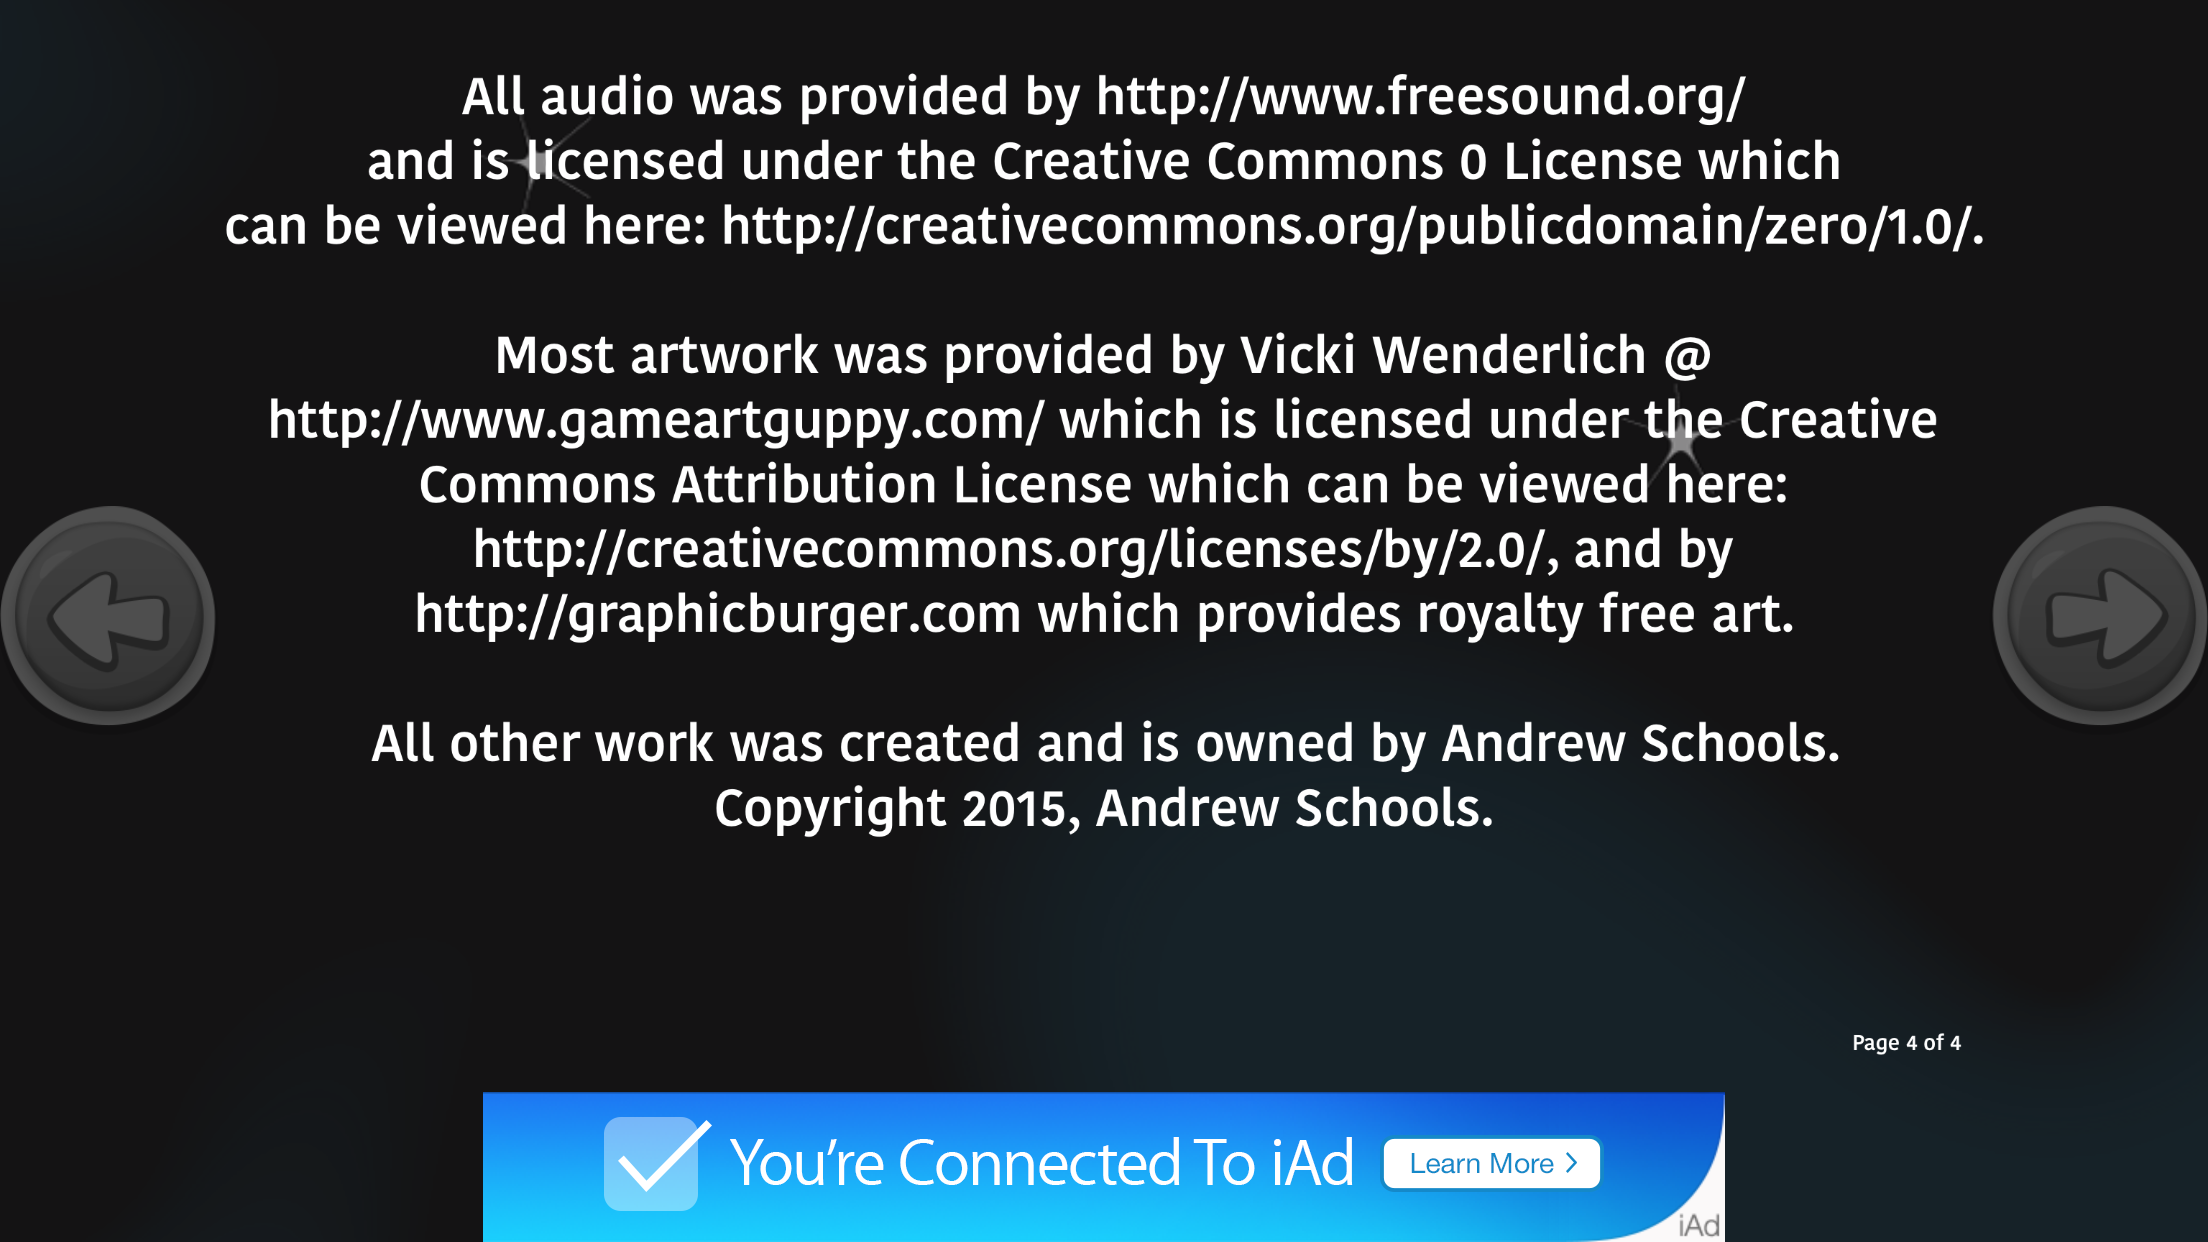 All audio was provided by http://www.freesound.org/
and is licensed under the Creative Commons 0 License which
can be viewed here: http://creativecommons.org/publicdomain/zero/1.0/.
Most artwork was provided by Vicki Wenderlich @
http://www.gameartguppy.com/ which is licensed under the Creative
Commons Attribution License which can be viewed here:
http://creativecommons.org/licenses/by/2.0/, and by
http://graphicburger.com which provides royalty free art.
All other work was created and is owned by Andrew Schools.
Copyright 2015, Andrew Schools.
Page 4 of 4
You're Connected To iAd
Learn More >
iAd